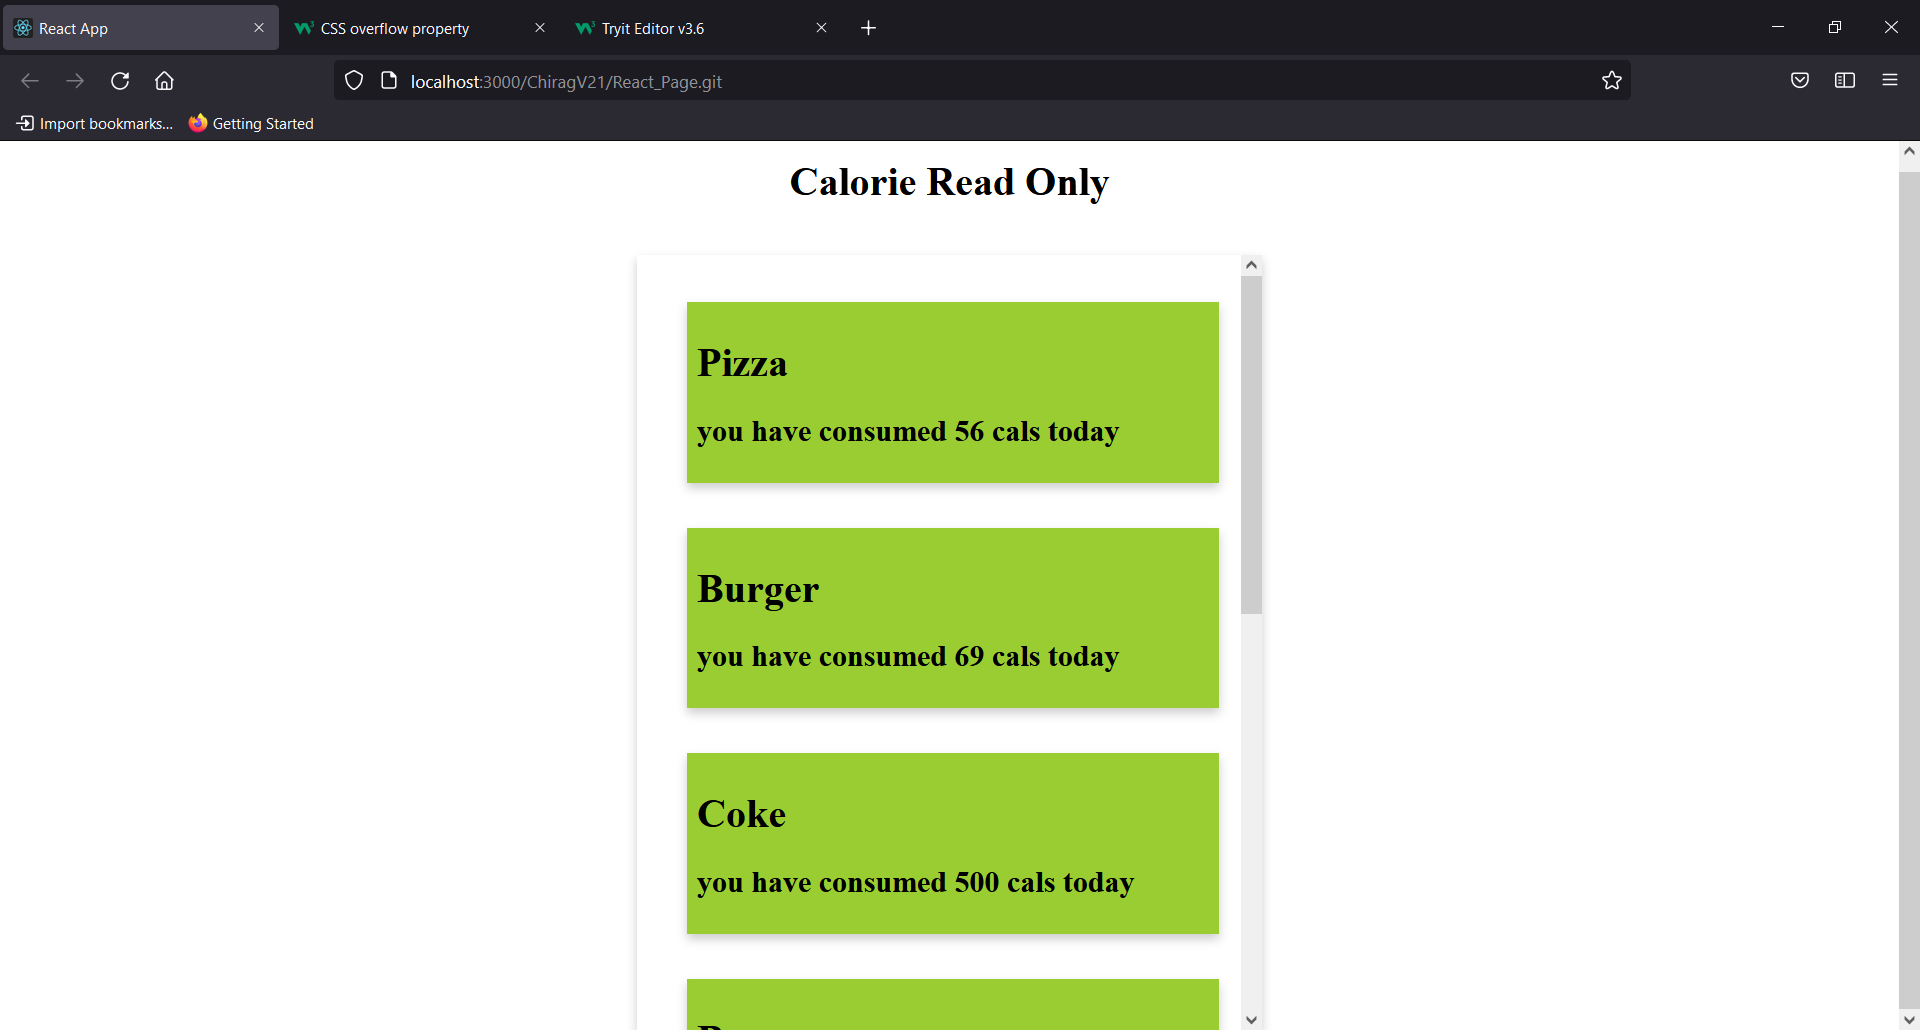 React App
CSS overflow property
Tryit Editor v3.6
localhost:3000/ChiragV21/React_Page.git
Import bookmarks...
Getting Started
Calorie Read Only
Pizza
you have consumed 56 cals today
Burger
you have consumed 69 cals today
Coke
you have consumed 500 cals today